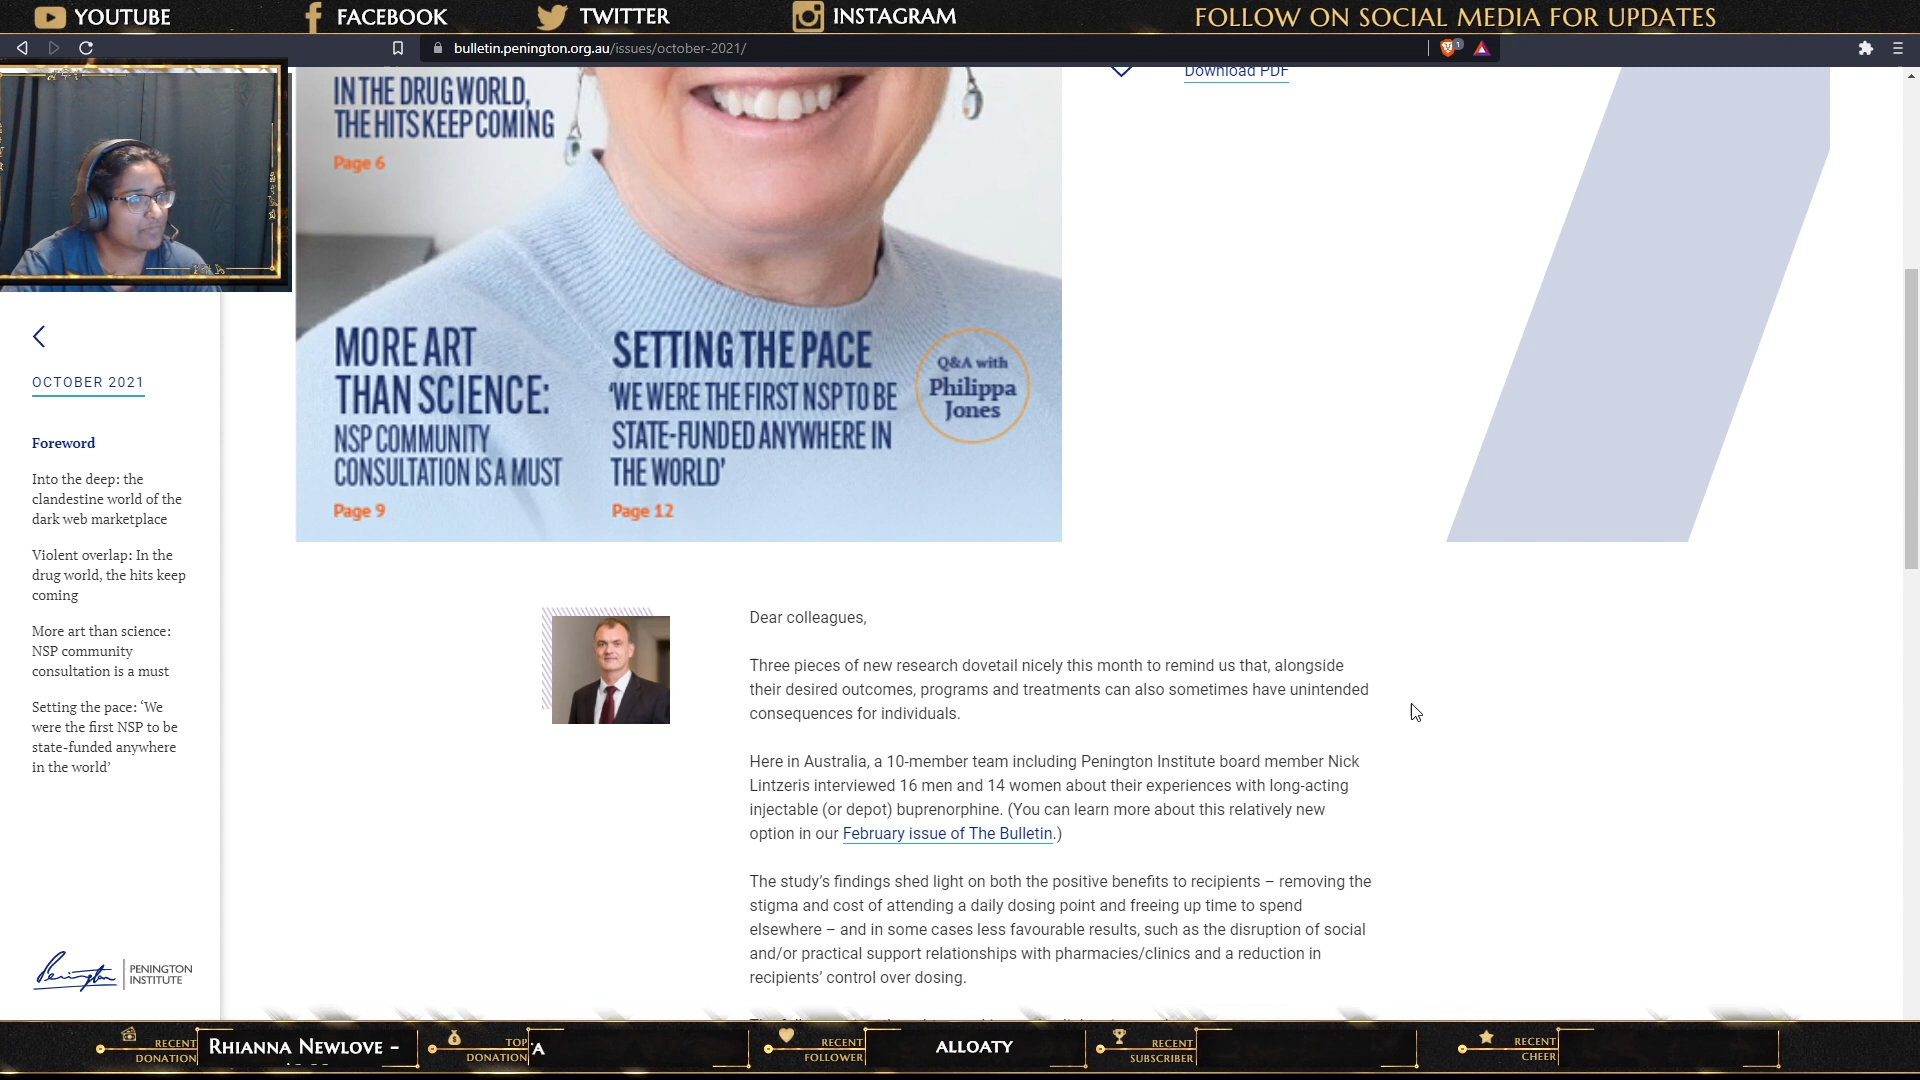 YOUTUBE
FACEBOOK
TWITTER
INSTAGRAM
FOLLOW ON SOCIAL MEDIA FOR UPDATES
bulletin.penington.org.au/issues/october-2021/
1
Download PDF
IN THE DRUG WORLD,
THE HITS KEEP COMING
Page 6
MORE ART
THAN SCIENCE:
NSP COMMUNITY
CONSULTATION IS A MUST
Page 9
SETTING THE PACE
‘WE WERE THE FIRST NSP TO BE
STATE-FUNDED ANYWHERE IN
THE WORLD’
Page 12
Q&A with
Philippa
Jones
OCTOBER 2021
Foreword
Into the deep: the
clandestine world of the
dark web marketplace
Violent overlap: In the
drug world, the hits keep
coming
More art than science:
NSP community
consultation is a must
Setting the pace: ‘We
were the first NSP to be
state-funded anywhere
in the world’
Penington
PENINGTON
INSTITUTE
Dear colleagues,
Three pieces of new research dovetail nicely this month to remind us that, alongside
their desired outcomes, programs and treatments can also sometimes have unintended
consequences for individuals.
Here in Australia, a 10-member team including Penington Institute board member Nick
Lintzeris interviewed 16 men and 14 women about their experiences with long-acting
injectable (or depot) buprenorphine. (You can learn more about this relatively new
option in our February issue of The Bulletin.)
The study’s findings shed light on both the positive benefits to recipients – removing the
stigma and cost of attending a daily dosing point and freeing up time to spend
elsewhere – and in some cases less favourable results, such as the disruption of social
and/or practical support relationships with pharmacies/clinics and a reduction in
recipients’ control over dosing.
RECENT
DONATION
RHIANNA NEWLOVE -
TOP
DONATION
A
RECENT
FOLLOWER
ALLOATY
RECENT
SUBSCRIBER
RECENT
CHEER